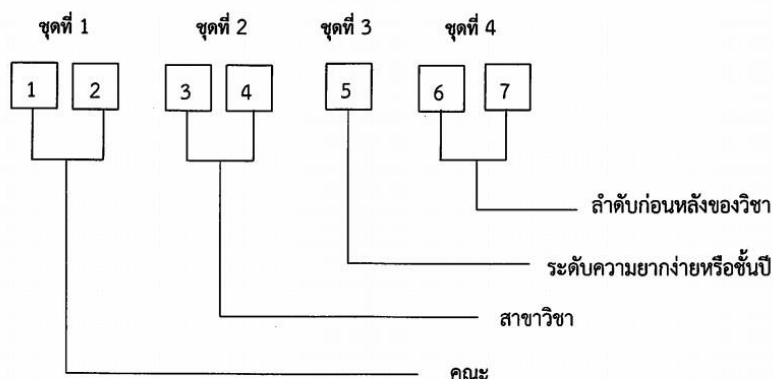 ชุดที่ 1 ชุดที่ 2 ชุดที่ 3 ชุดที่ 4
1 2 3 4 5 6 7
ลำดับก่อนหลังของวิชา
ระดับความยากง่ายหรือชั้นปี
สาขาวิชา
คณะ